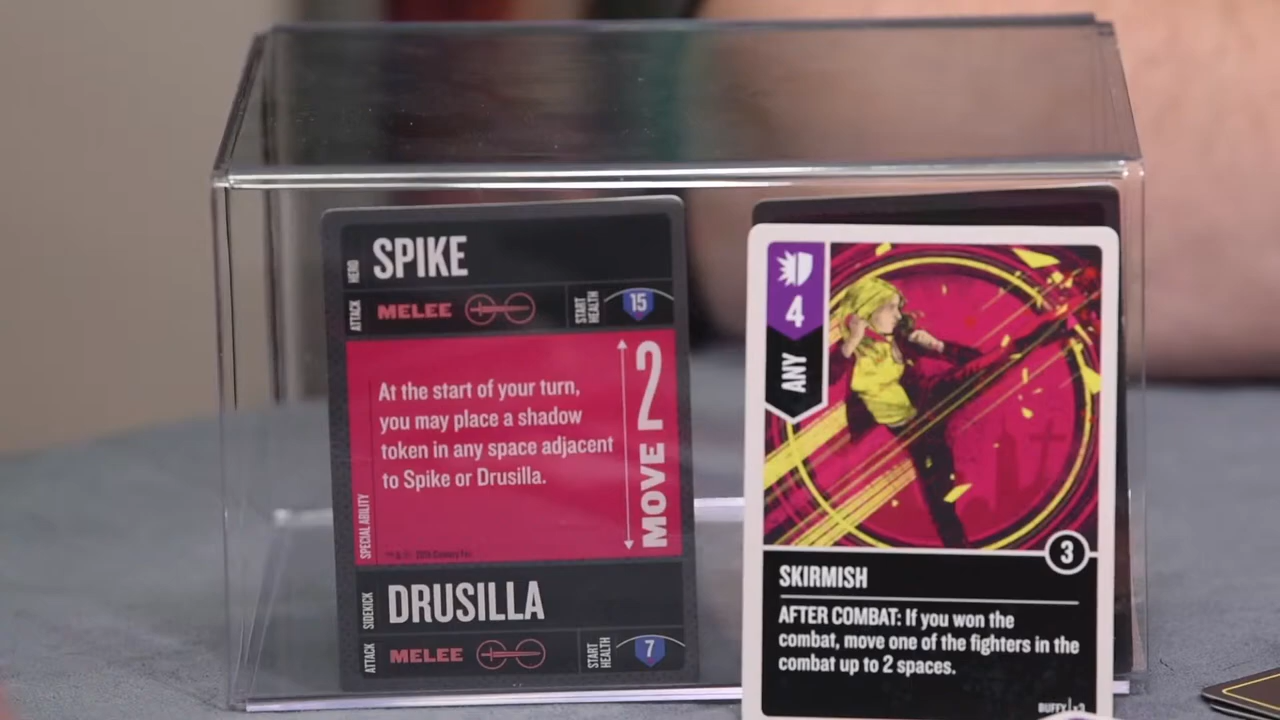 HERO
SPIKE
ATTACK
MELEE
START
HEALTH
15
At the start of your turn,
you may place a shadow
token in any space adjacent
to Spike or Drusilla.
SPECIAL ABILITY
MOVE 2
SIDEKICK
DRUSILLA
ATTACK
MELEE
START
HEALTH
7
4
ANY
3
SKIRMISH
AFTER COMBAT: If you won the
combat, move one of the fighters in the
combat up to 2 spaces.
BUFFY | x3